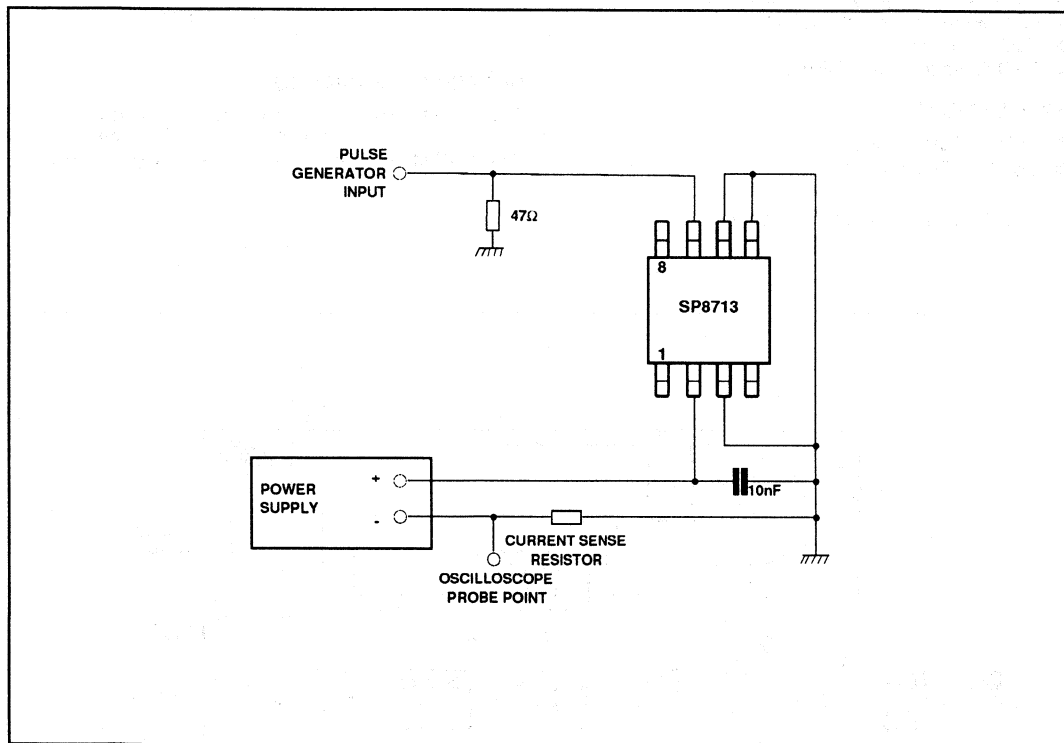 PULSE
GENERATOR
INPUT
47Ω
8
SP8713
1
POWER
SUPPLY
+
-
10nF
CURRENT SENSE
RESISTOR
OSCILLOSCOPE
PROBE POINT